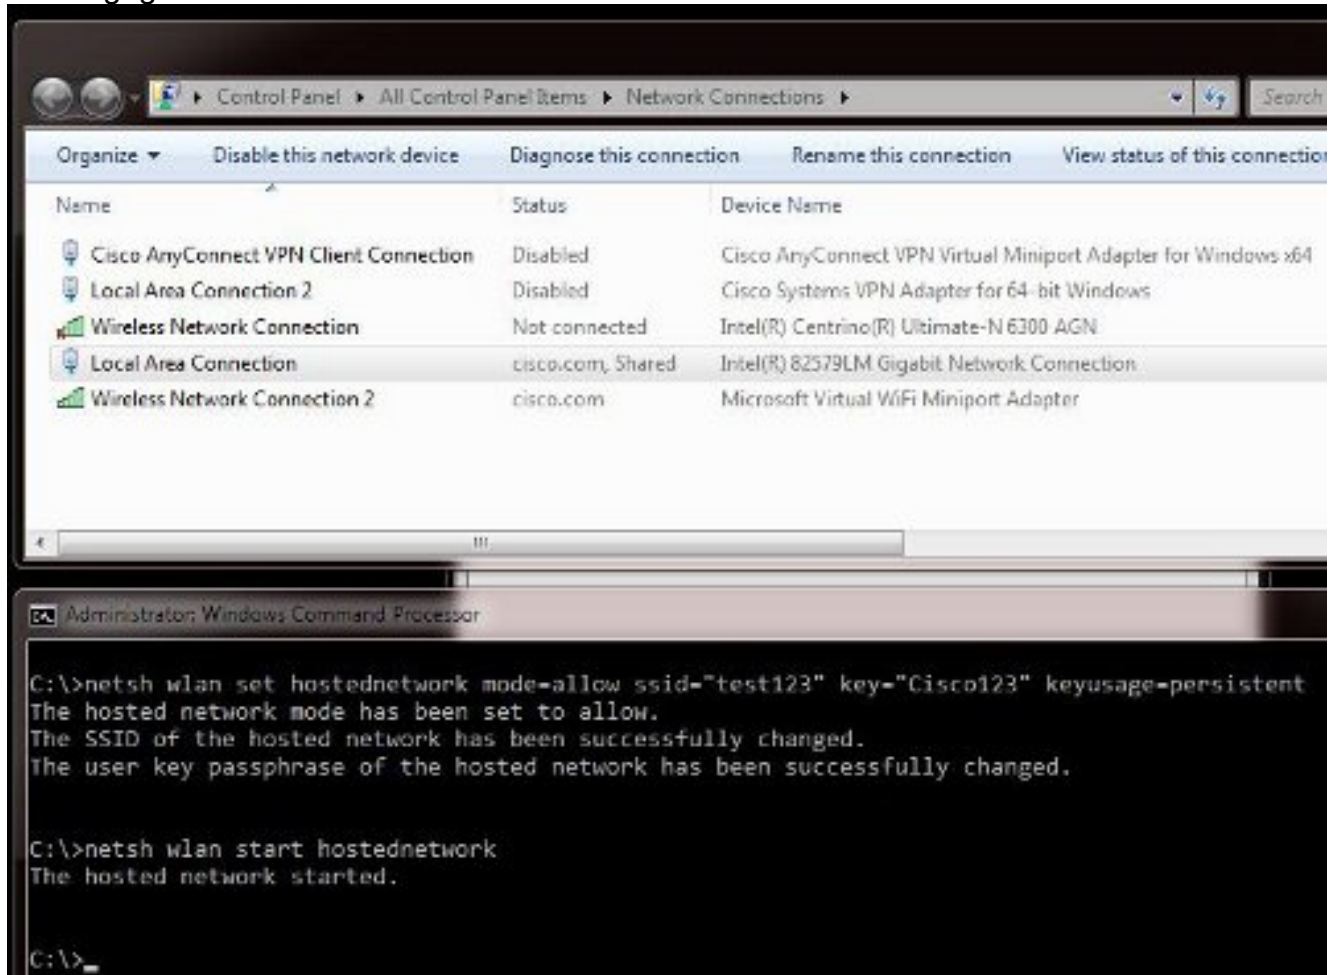 Control Panel ▸ All Control Panel Items ▸ Network Connections ▸ Search
Organize ▾ Disable this network device Diagnose this connection Rename this connection View status of this connection
Name Status Device Name
Cisco AnyConnect VPN Client Connection Disabled Cisco AnyConnect VPN Virtual Miniport Adapter for Windows x64
Local Area Connection 2 Disabled Cisco Systems VPN Adapter for 64-bit Windows
Wireless Network Connection Not connected Intel(R) Centrino(R) Ultimate-N 6300 AGN
Local Area Connection cisco.com, Shared Intel(R) 82579LM Gigabit Network Connection
Wireless Network Connection 2 cisco.com Microsoft Virtual WiFi Miniport Adapter
Administrator: Windows Command Processor
C:\>netsh wlan set hostednetwork mode=allow ssid="test123" key="Cisco123" keyusage=persistent
The hosted network mode has been set to allow.
The SSID of the hosted network has been successfully changed.
The user key passphrase of the hosted network has been successfully changed.
C:\>netsh wlan start hostednetwork
The hosted network started.
C:\>_